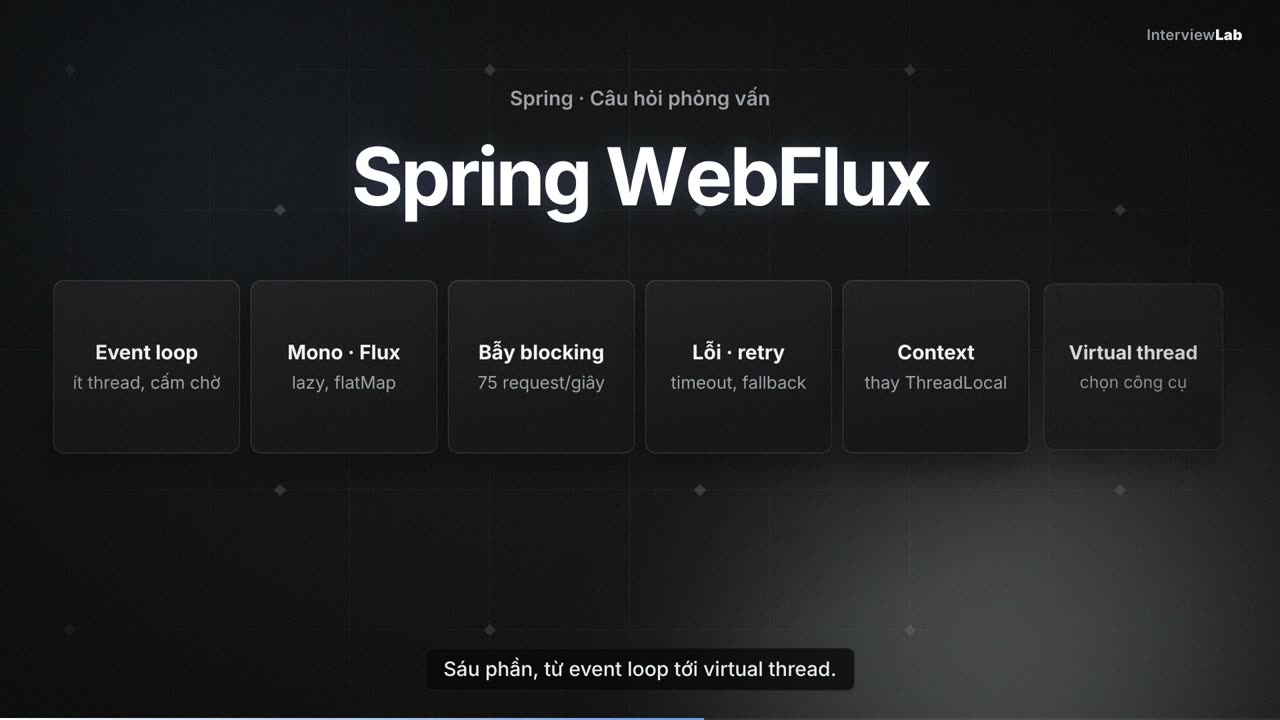 InterviewLab
Spring · Câu hỏi phỏng vấn
Spring WebFlux
Event loop
ít thread, cấm chờ
Mono · Flux
lazy, flatMap
Bẫy blocking
75 request/giây
Lỗi · retry
timeout, fallback
Context
thay ThreadLocal
Virtual thread
chọn công cụ
Sáu phần, từ event loop tới virtual thread.